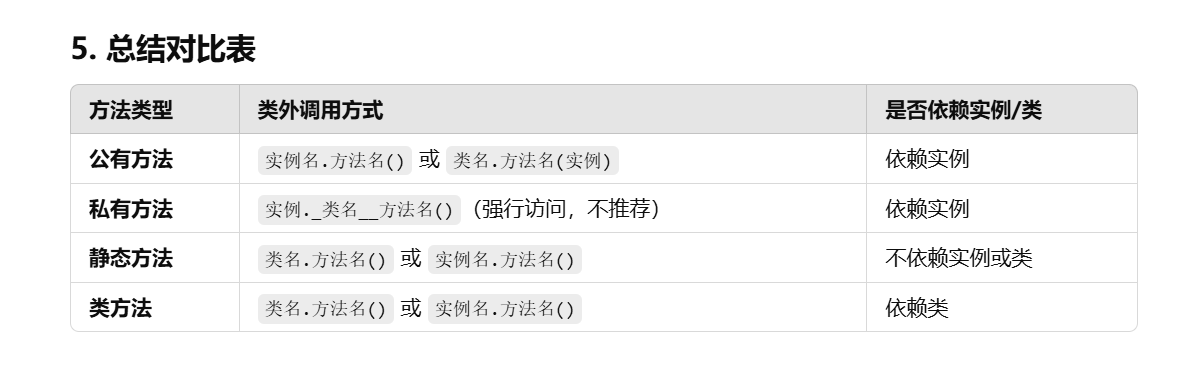 5. 总结对比表
方法类型 类外调用方式 是否依赖实例/类
公有方法 实例名.方法名() 或 类名.方法名(实例) 依赖实例
私有方法 实例._类名__方法名() （强行访问，不推荐） 依赖实例
静态方法 类名.方法名() 或 实例名.方法名() 不依赖实例或类
类方法 类名.方法名() 或 实例名.方法名() 依赖类